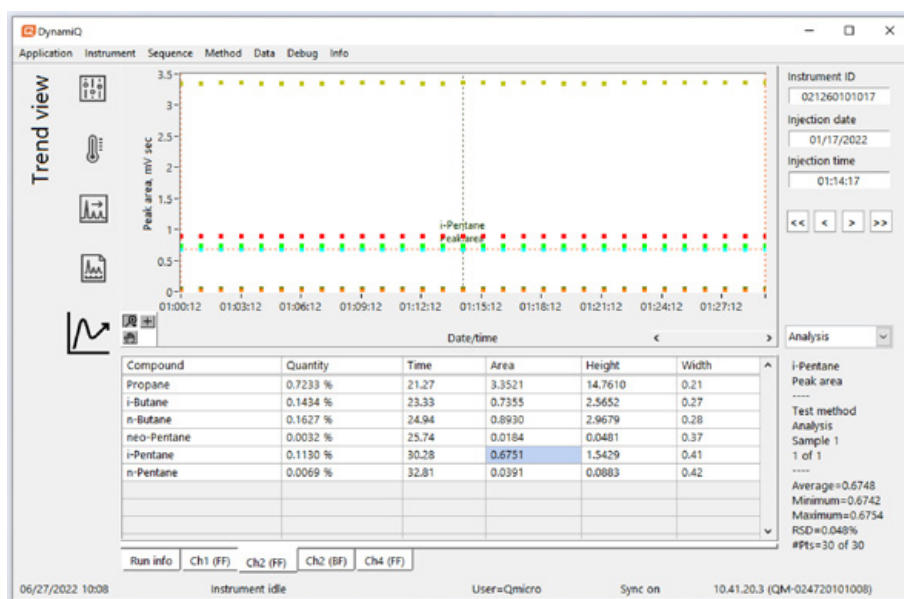 DynamiQ
Application Instrument Sequence Method Data Debug Info
Trend view
Peak area, mV sec
3.5
3
2.5
2
1.5
1
0.5
0
i-Pentane
Peak area
01:00:12 01:03:12 01:06:12 01:09:12 01:12:12 01:15:12 01:18:12 01:21:12 01:24:12 01:27:12
Date/time
Instrument ID
021260101017
Injection date
01/17/2022
Injection time
01:14:17
<< < > >>
Analysis
i-Pentane
Peak area
----
Test method
Analysis
Sample 1
1 of 1
----
Average=0.6748
Minimum=0.6742
Maximum=0.6754
RSD=0.048%
#Pts=30 of 30
Compound Quantity Time Area Height Width
Propane 0.7233 % 21.27 3.3521 14.7610 0.21
i-Butane 0.1434 % 23.33 0.7355 2.5652 0.27
n-Butane 0.1627 % 24.94 0.8930 2.9679 0.28
neo-Pentane 0.0032 % 25.74 0.0184 0.0481 0.37
i-Pentane 0.1130 % 30.28 0.6751 1.5429 0.41
n-Pentane 0.0069 % 32.81 0.0391 0.0883 0.42
Run info Ch1 (FF) Ch2 (FF) Ch2 (BF) Ch4 (FF)
06/27/2022 10:08 Instrument idle User=Qmicro Sync on 10.41.20.3 (QM-024720101008)